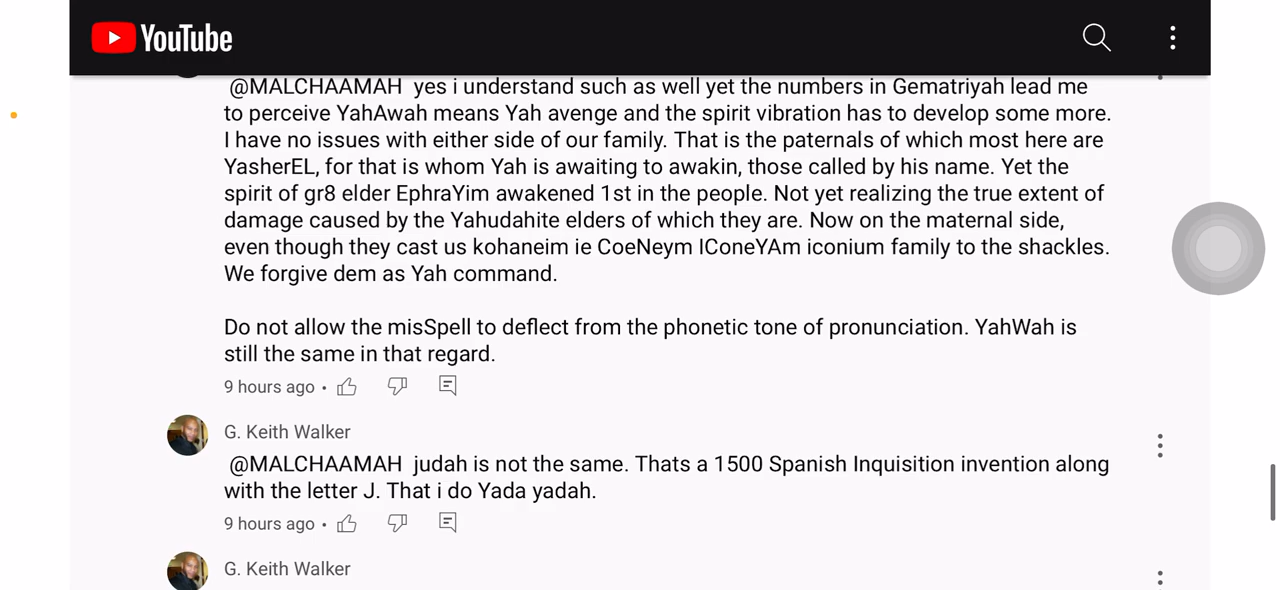 YouTube
@MALCHAAMAH yes i understand such as well yet the numbers in Gematriyah lead me
to perceive YahAwah means Yah avenge and the spirit vibration has to develop some more.
I have no issues with either side of our family. That is the paternals of which most here are
YasherEL, for that is whom Yah is awaiting to awakin, those called by his name. Yet the
spirit of gr8 elder EphraYim awakened 1st in the people. Not yet realizing the true extent of
damage caused by the Yahudahite elders of which they are. Now on the maternal side,
even though they cast us kohaneim ie CoeNeym IConeYAm iconium family to the shackles.
We forgive dem as Yah command.
Do not allow the misSpell to deflect from the phonetic tone of pronunciation. YahWah is
still the same in that regard.
9 hours ago •
G. Keith Walker
@MALCHAAMAH judah is not the same. Thats a 1500 Spanish Inquisition invention along
with the letter J. That i do Yada yadah.
9 hours ago •
G. Keith Walker